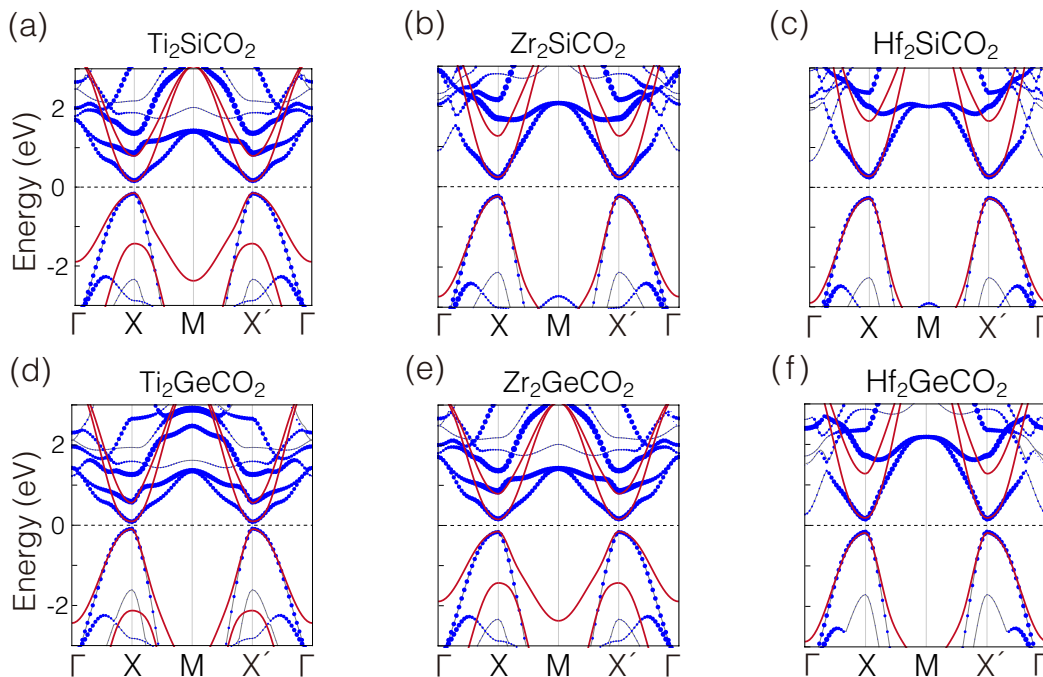 (a) Ti₂SiCO₂
(b) Zr₂SiCO₂
(c) Hf₂SiCO₂
Energy (eV)
2
0
-2
Γ X M X´ Γ
Γ X M X´ Γ
Γ X M X´ Γ
(d) Ti₂GeCO₂
(e) Zr₂GeCO₂
(f) Hf₂GeCO₂
Energy (eV)
2
0
-2
Γ X M X´ Γ
Γ X M X´ Γ
Γ X M X´ Γ